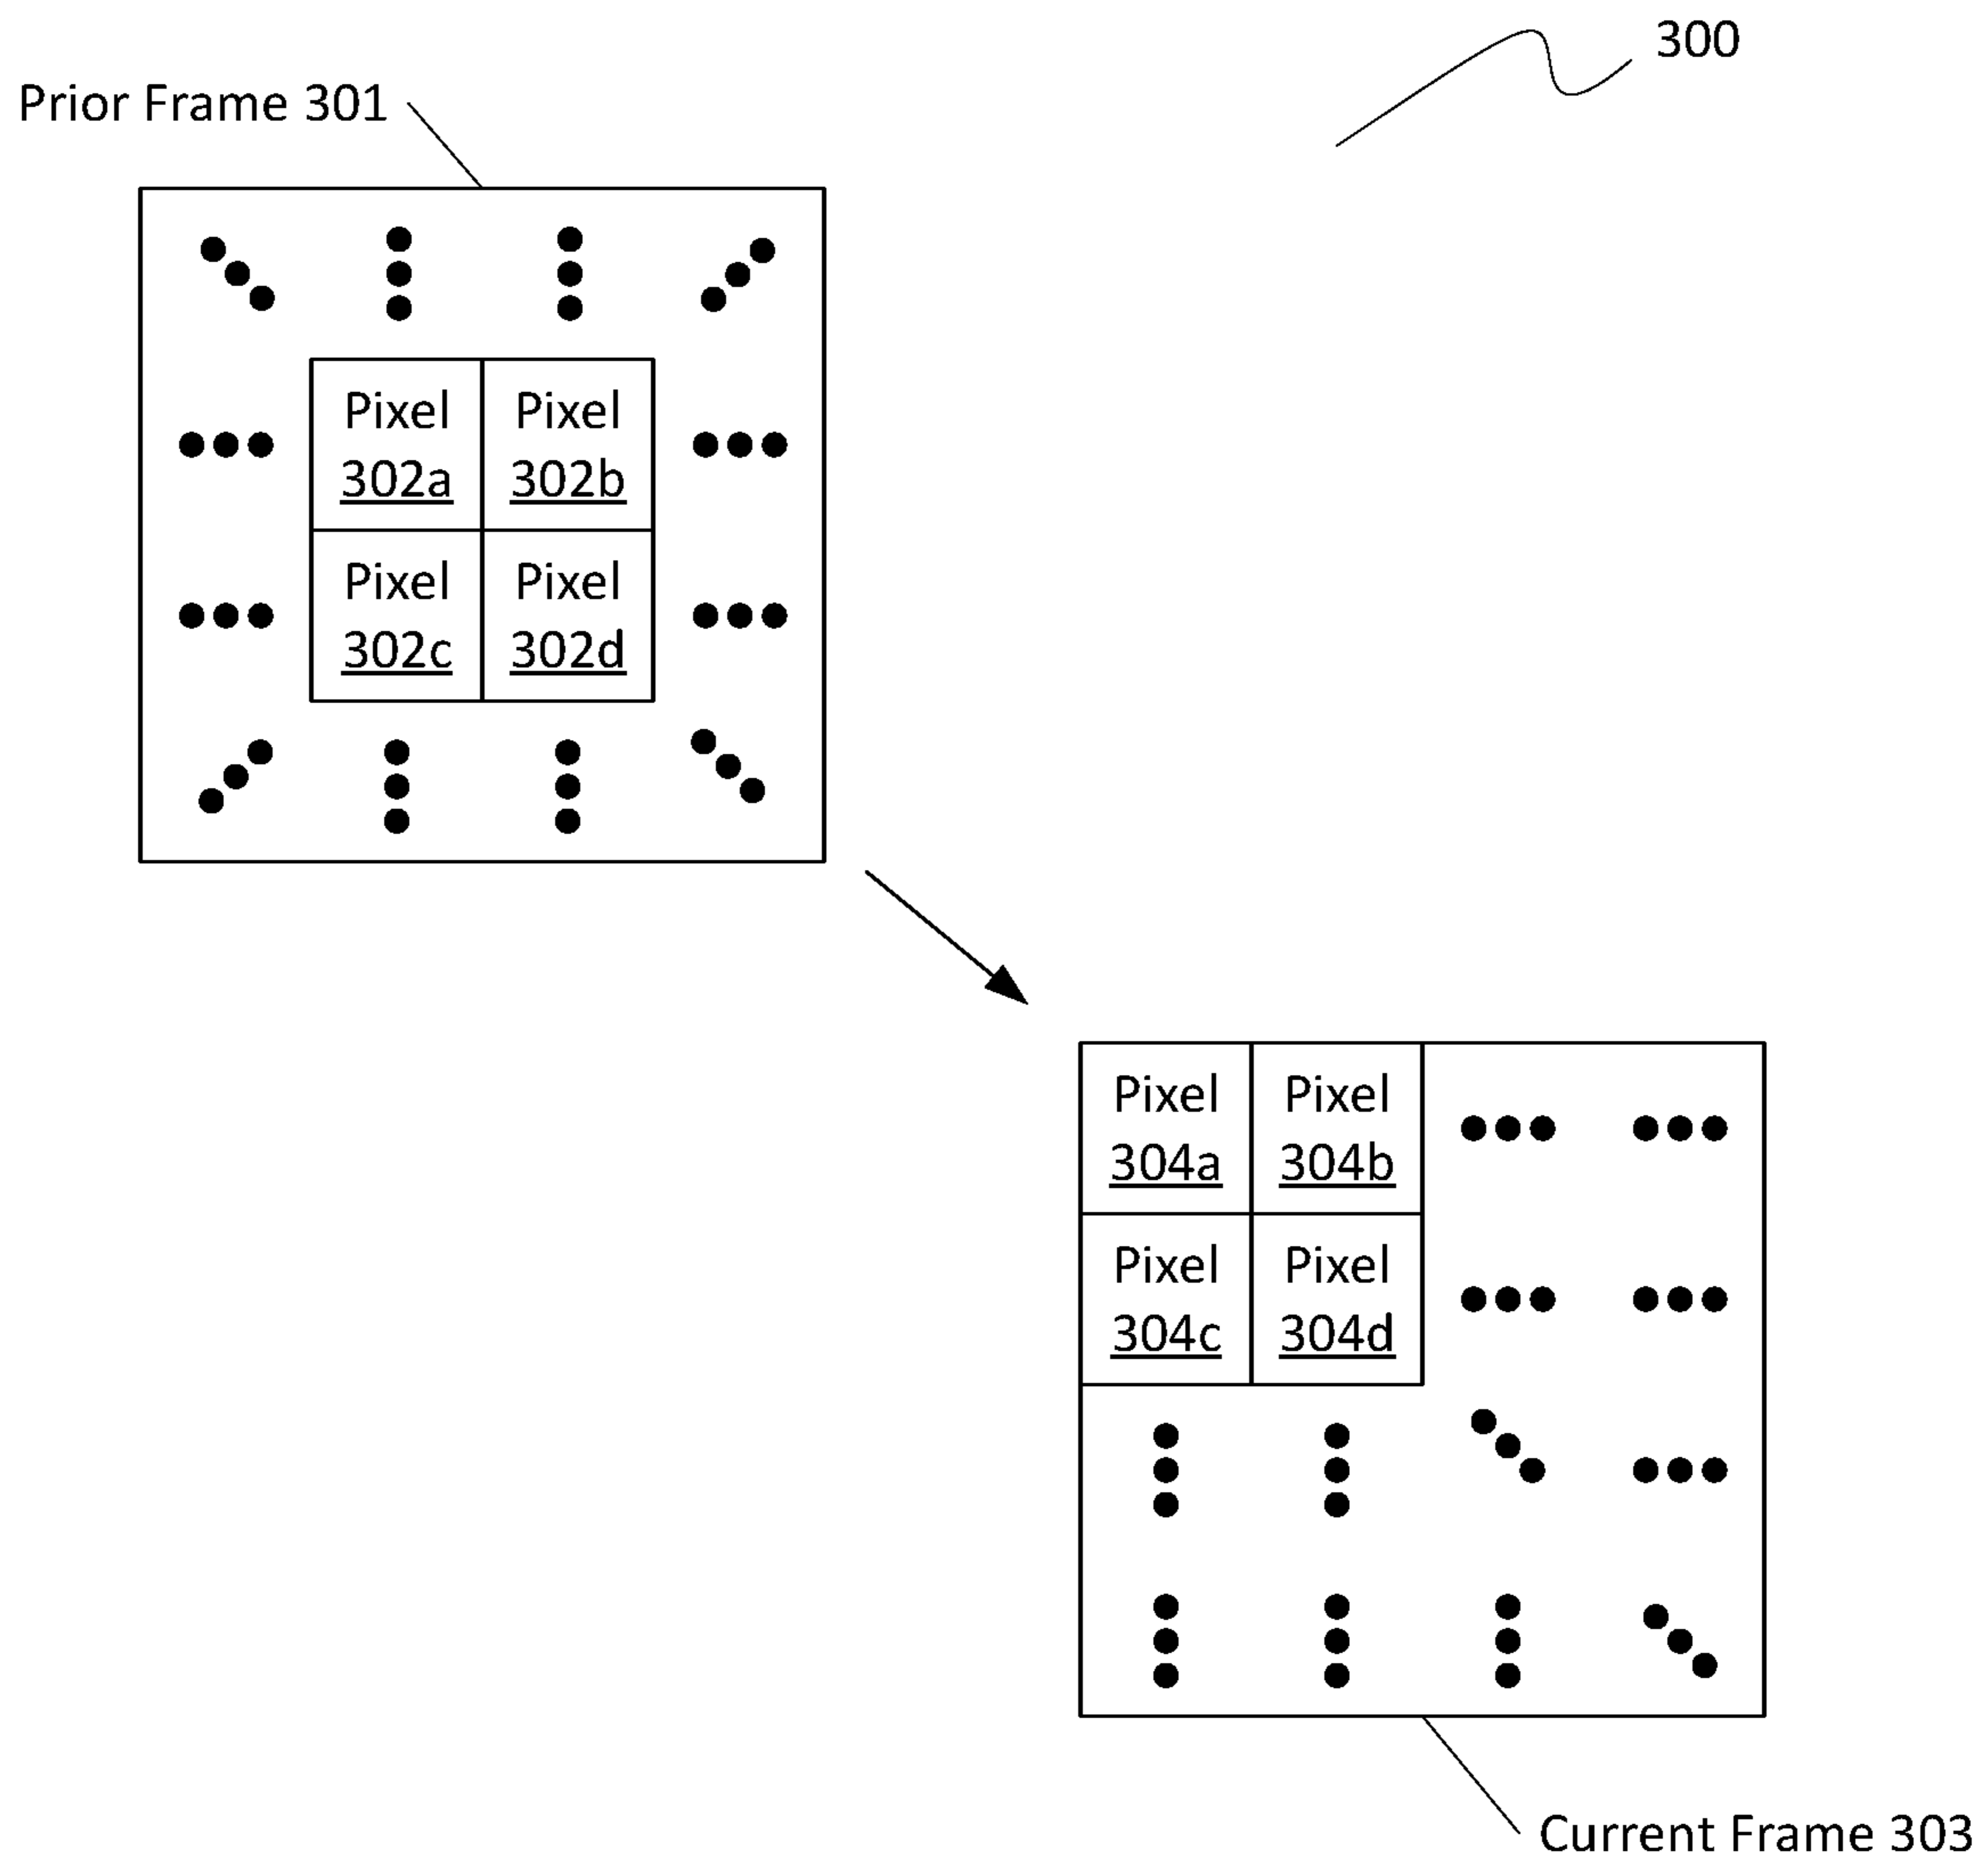 300
Prior Frame 301
Pixel Pixel
302a 302b
Pixel Pixel
302c 302d
Pixel Pixel
304a 304b
Pixel Pixel
304c 304d
Current Frame 303